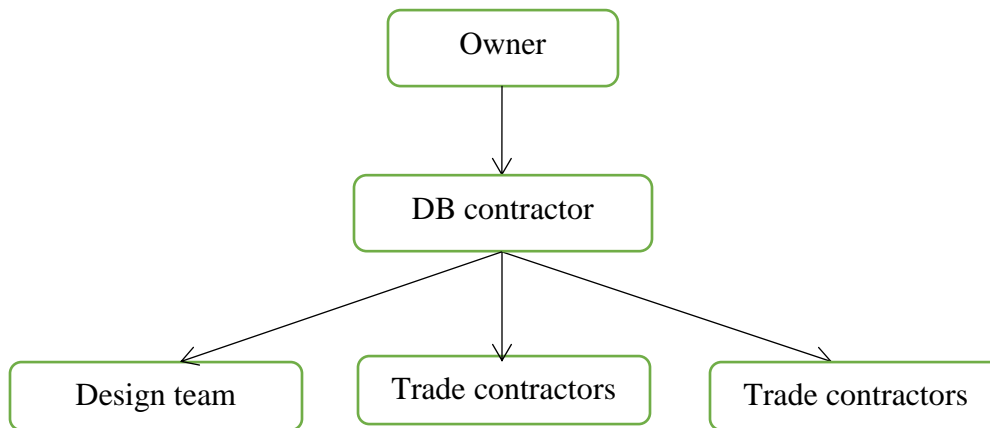 Owner
DB contractor
Design team
Trade contractors
Trade contractors